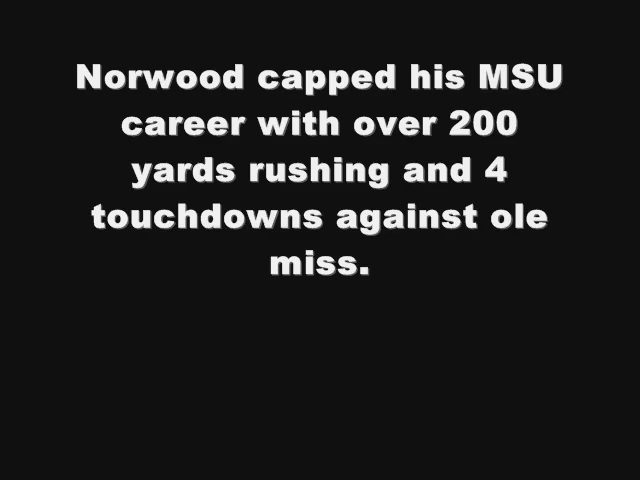 Norwood capped his MSU
career with over 200
yards rushing and 4
touchdowns against ole
miss.